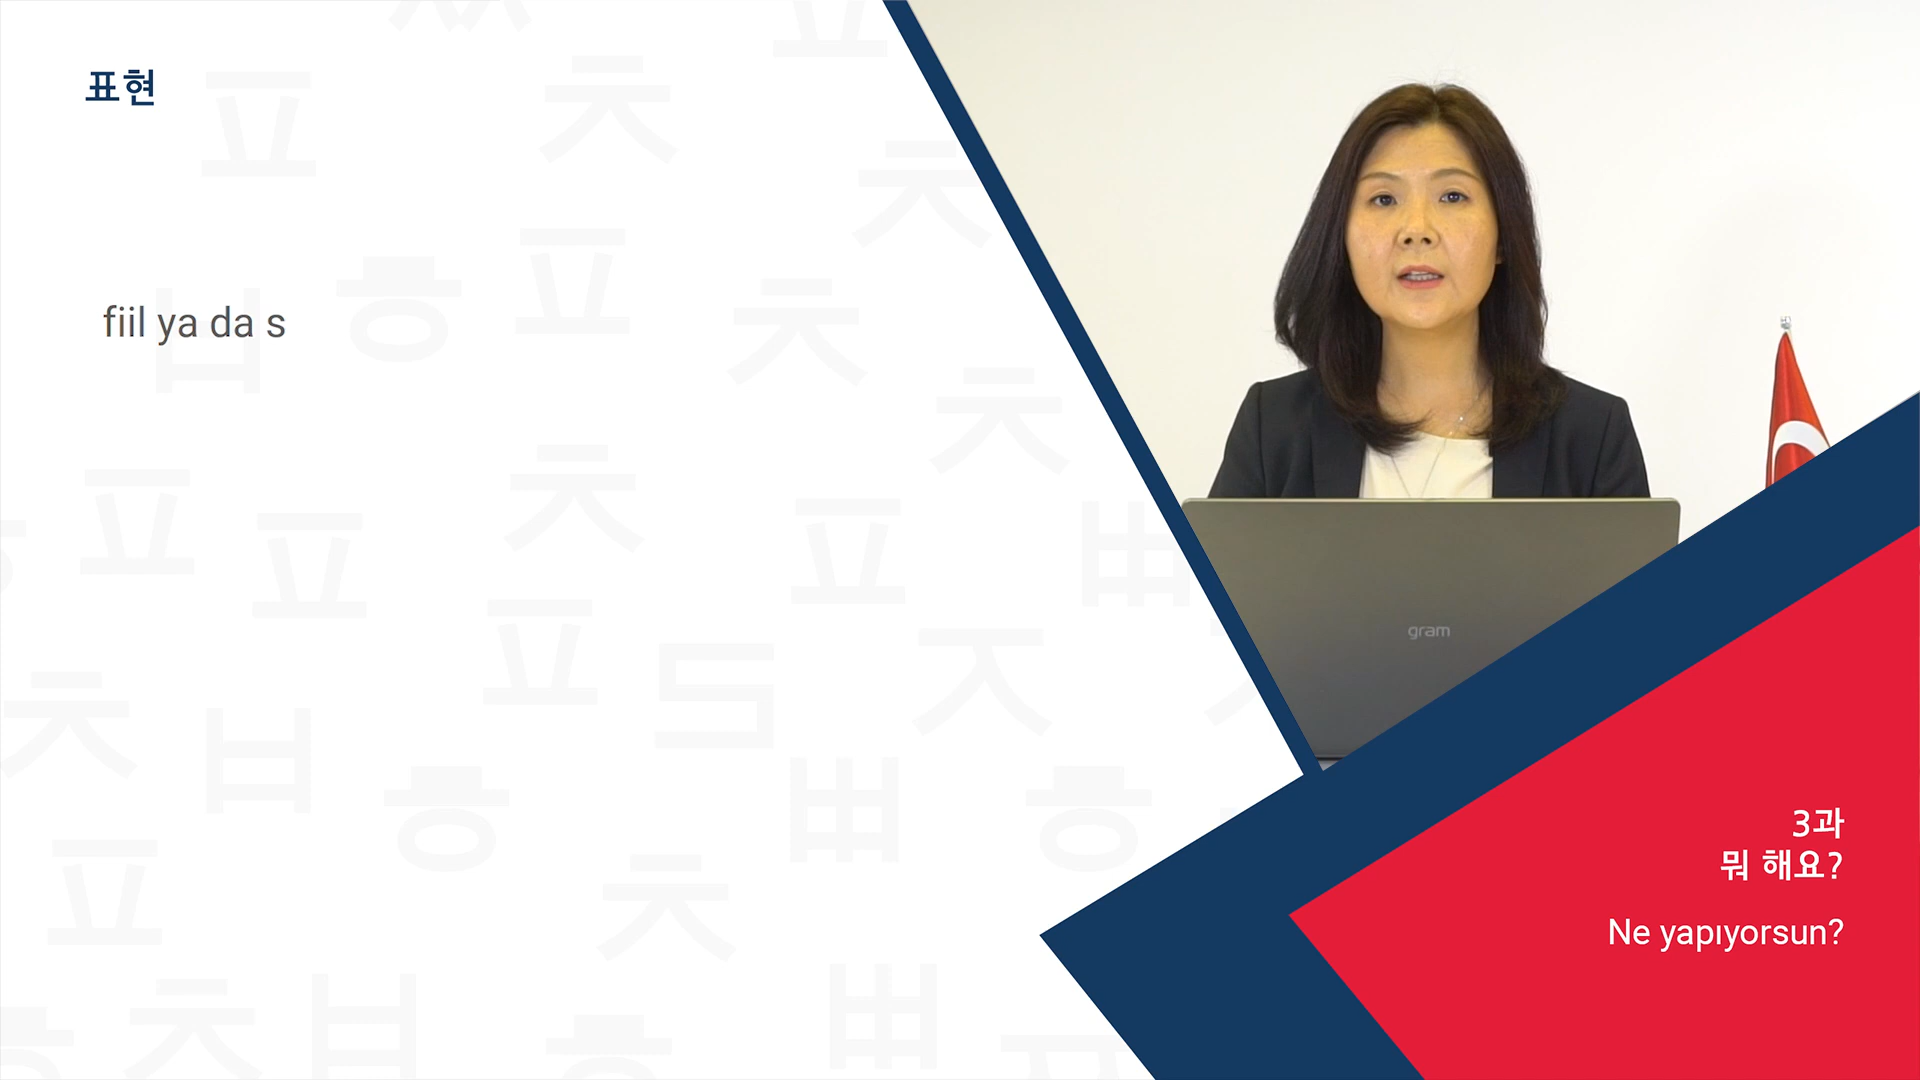 표현
fiil ya da s
gram
3과
뭐 해요?
Ne yapıyorsun?